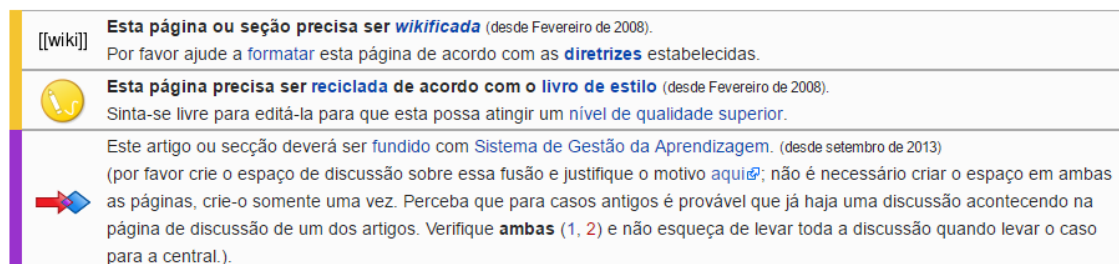 [[wiki]]
Esta página ou seção precisa ser wikificada (desde Fevereiro de 2008).
Por favor ajude a formatar esta página de acordo com as diretrizes estabelecidas.
Esta página precisa ser reciclada de acordo com o livro de estilo (desde Fevereiro de 2008).
Sinta-se livre para editá-la para que esta possa atingir um nível de qualidade superior.
Este artigo ou secção deverá ser fundido com Sistema de Gestão da Aprendizagem. (desde setembro de 2013)
(por favor crie o espaço de discussão sobre essa fusão e justifique o motivo aqui; não é necessário criar o espaço em ambas
as páginas, crie-o somente uma vez. Perceba que para casos antigos é provável que já haja uma discussão acontecendo na
página de discussão de um dos artigos. Verifique ambas (1, 2) e não esqueça de levar toda a discussão quando levar o caso
para a central.).